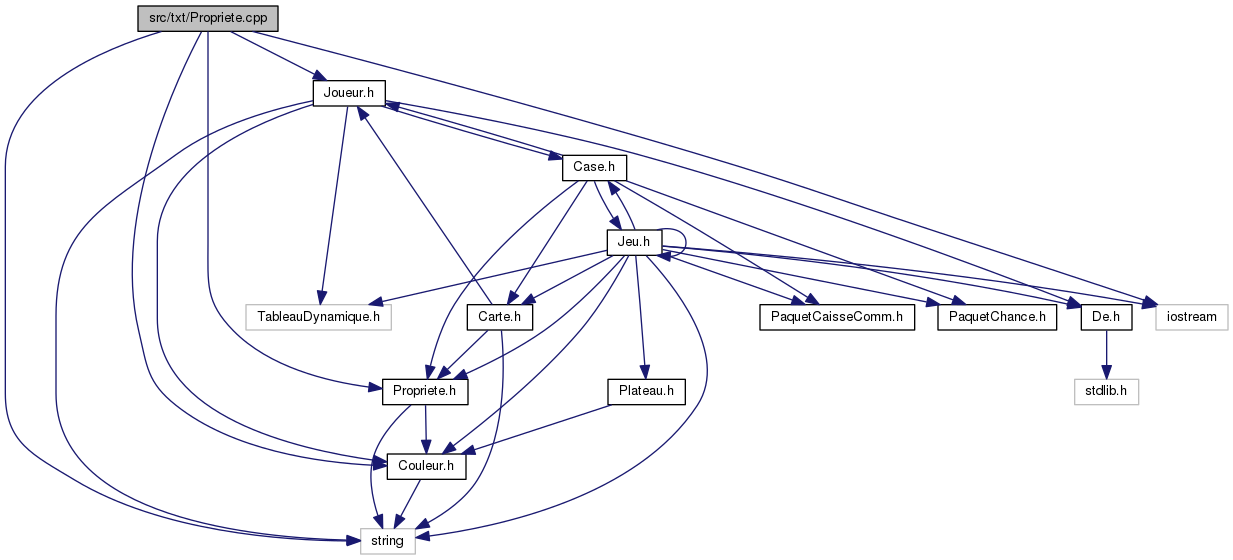 src/txt/Propriete.cpp
Joueur.h
Case.h
Jeu.h
TableauDynamique.h
Carte.h
PaquetCaisseComm.h
PaquetChance.h
De.h
iostream
Propriete.h
Plateau.h
stdlib.h
Couleur.h
string